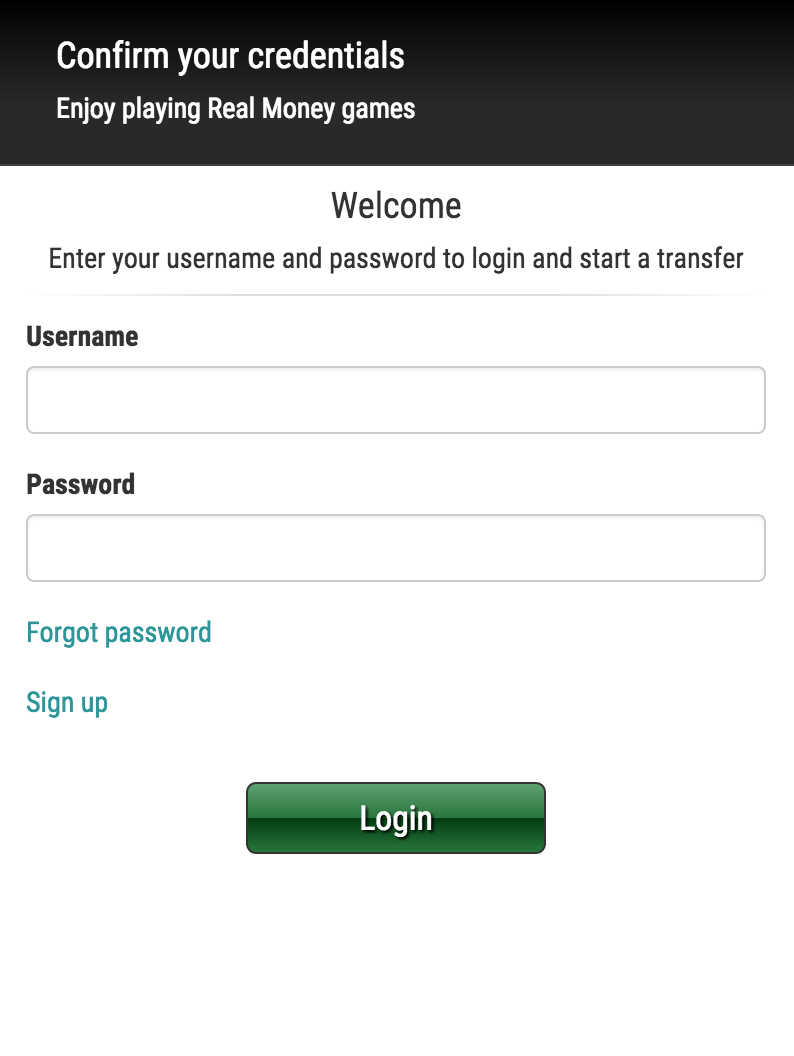 Confirm your credentials
Enjoy playing Real Money games
Welcome
Enter your username and password to login and start a transfer
Username
Password
Forgot password
Sign up
Login